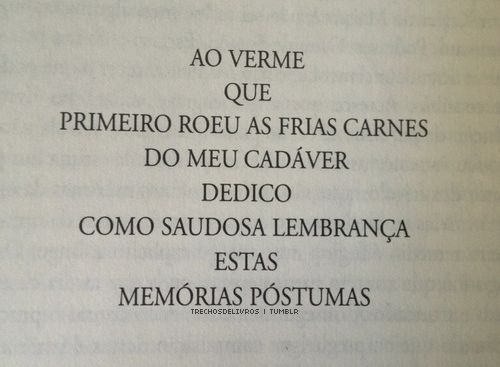 AO VERME
QUE
PRIMEIRO ROEU AS FRIAS CARNES
DO MEU CADÁVER
DEDICO
COMO SAUDOSA LEMBRANÇA
ESTAS
MEMÓRIAS PÓSTUMAS
TRECHOSDELIVROS | TUMBLR